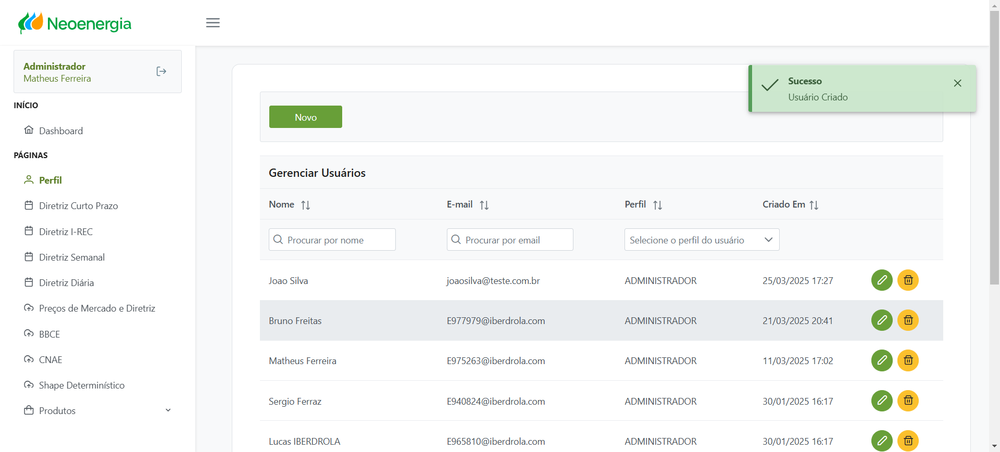 Neoenergia
Administrador
Matheus Ferreira
INÍCIO
Dashboard
PÁGINAS
Perfil
Diretriz Curto Prazo
Diretriz I-REC
Diretriz Semanal
Diretriz Diária
Preços de Mercado e Diretriz
BBCE
CNAE
Shape Determinístico
Produtos
Sucesso
Usuário Criado
Novo
Gerenciar Usuários
Nome E-mail Perfil Criado Em
Procurar por nome Procurar por email Selecione o perfil do usuário
Joao Silva joaosilva@teste.com.br ADMINISTRADOR 25/03/2025 17:27
Bruno Freitas E977979@iberdrola.com ADMINISTRADOR 21/03/2025 20:41
Matheus Ferreira E975263@iberdrola.com ADMINISTRADOR 11/03/2025 17:02
Sergio Ferraz E940824@iberdrola.com ADMINISTRADOR 30/01/2025 16:17
Lucas IBERDROLA E965810@iberdrola.com ADMINISTRADOR 30/01/2025 16:17